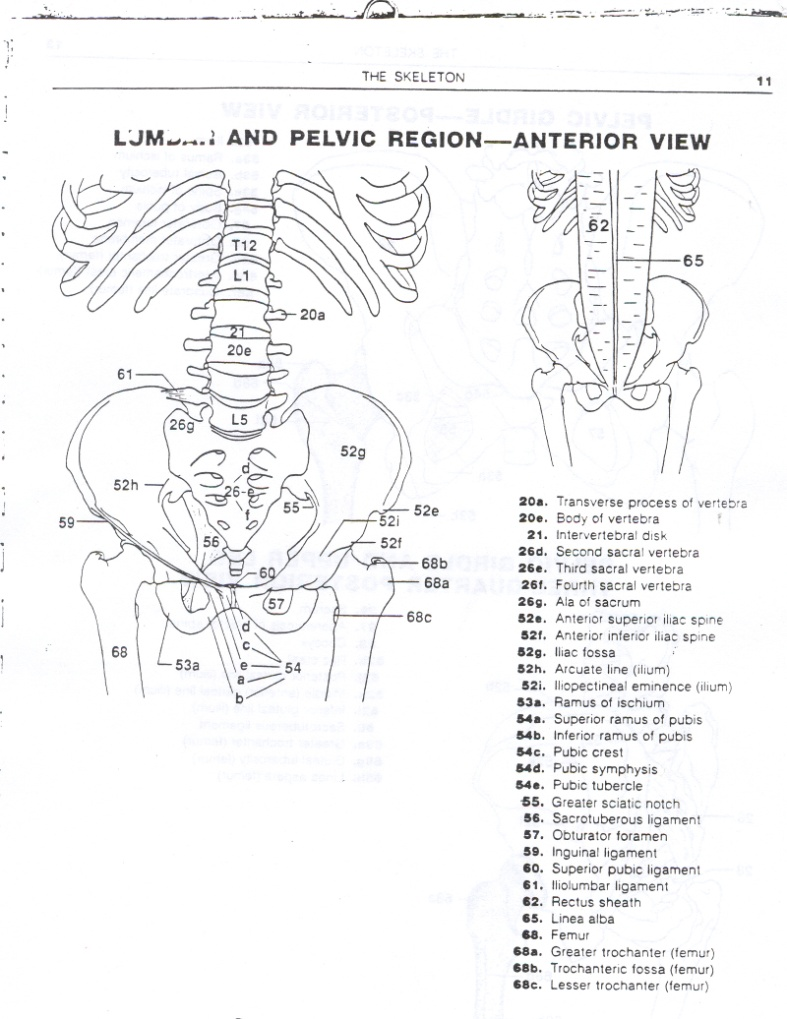 THE SKELETON
11
AND PELVIC REGION—ANTERIOR VIEW
T12
L1
20a
21
20e
61
L5
26g
52g
d
52h
26-e
55
f
52e
59
52i
56
52f
60
68b
68a
57
68c
d
c
68
53a
e
54
a
b
62
65
20a. Transverse process of vertebra
20e. Body of vertebra
21. Intervertebral disk
26d. Second sacral vertebra
26e. Third sacral vertebra
26f. Fourth sacral vertebra
26g. Ala of sacrum
52e. Anterior superior iliac spine
52f. Anterior inferior iliac spine
52g. Iliac fossa
52h. Arcuate line (ilium)
52i. Iliopectineal eminence (ilium)
53a. Ramus of ischium
54a. Superior ramus of pubis
54b. Inferior ramus of pubis
54c. Pubic crest
54d. Pubic symphysis
54e. Pubic tubercle
55. Greater sciatic notch
56. Sacrotuberous ligament
57. Obturator foramen
59. Inguinal ligament
60. Superior pubic ligament
61. Iliolumbar ligament
62. Rectus sheath
65. Linea alba
68. Femur
68a. Greater trochanter (femur)
68b. Trochanteric fossa (femur)
68c. Lesser trochanter (femur)